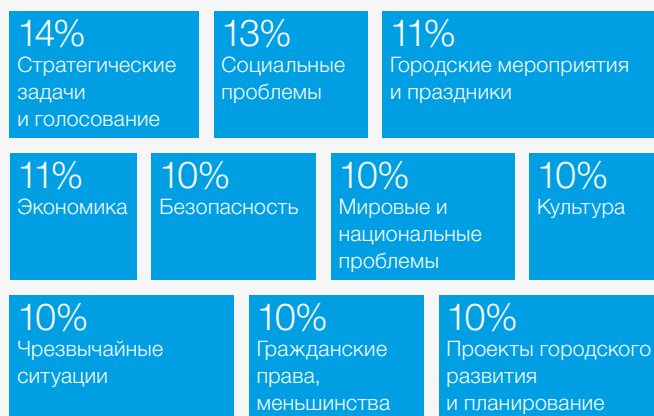 14%
Стратегические
задачи
и голосование
13%
Социальные
проблемы
11%
Городские мероприятия
и праздники
11%
Экономика
10%
Безопасность
10%
Мировые и
национальные
проблемы
10%
Культура
10%
Чрезвычайные
ситуации
10%
Гражданские
права,
меньшинства
10%
Проекты городского
развития
и планирование